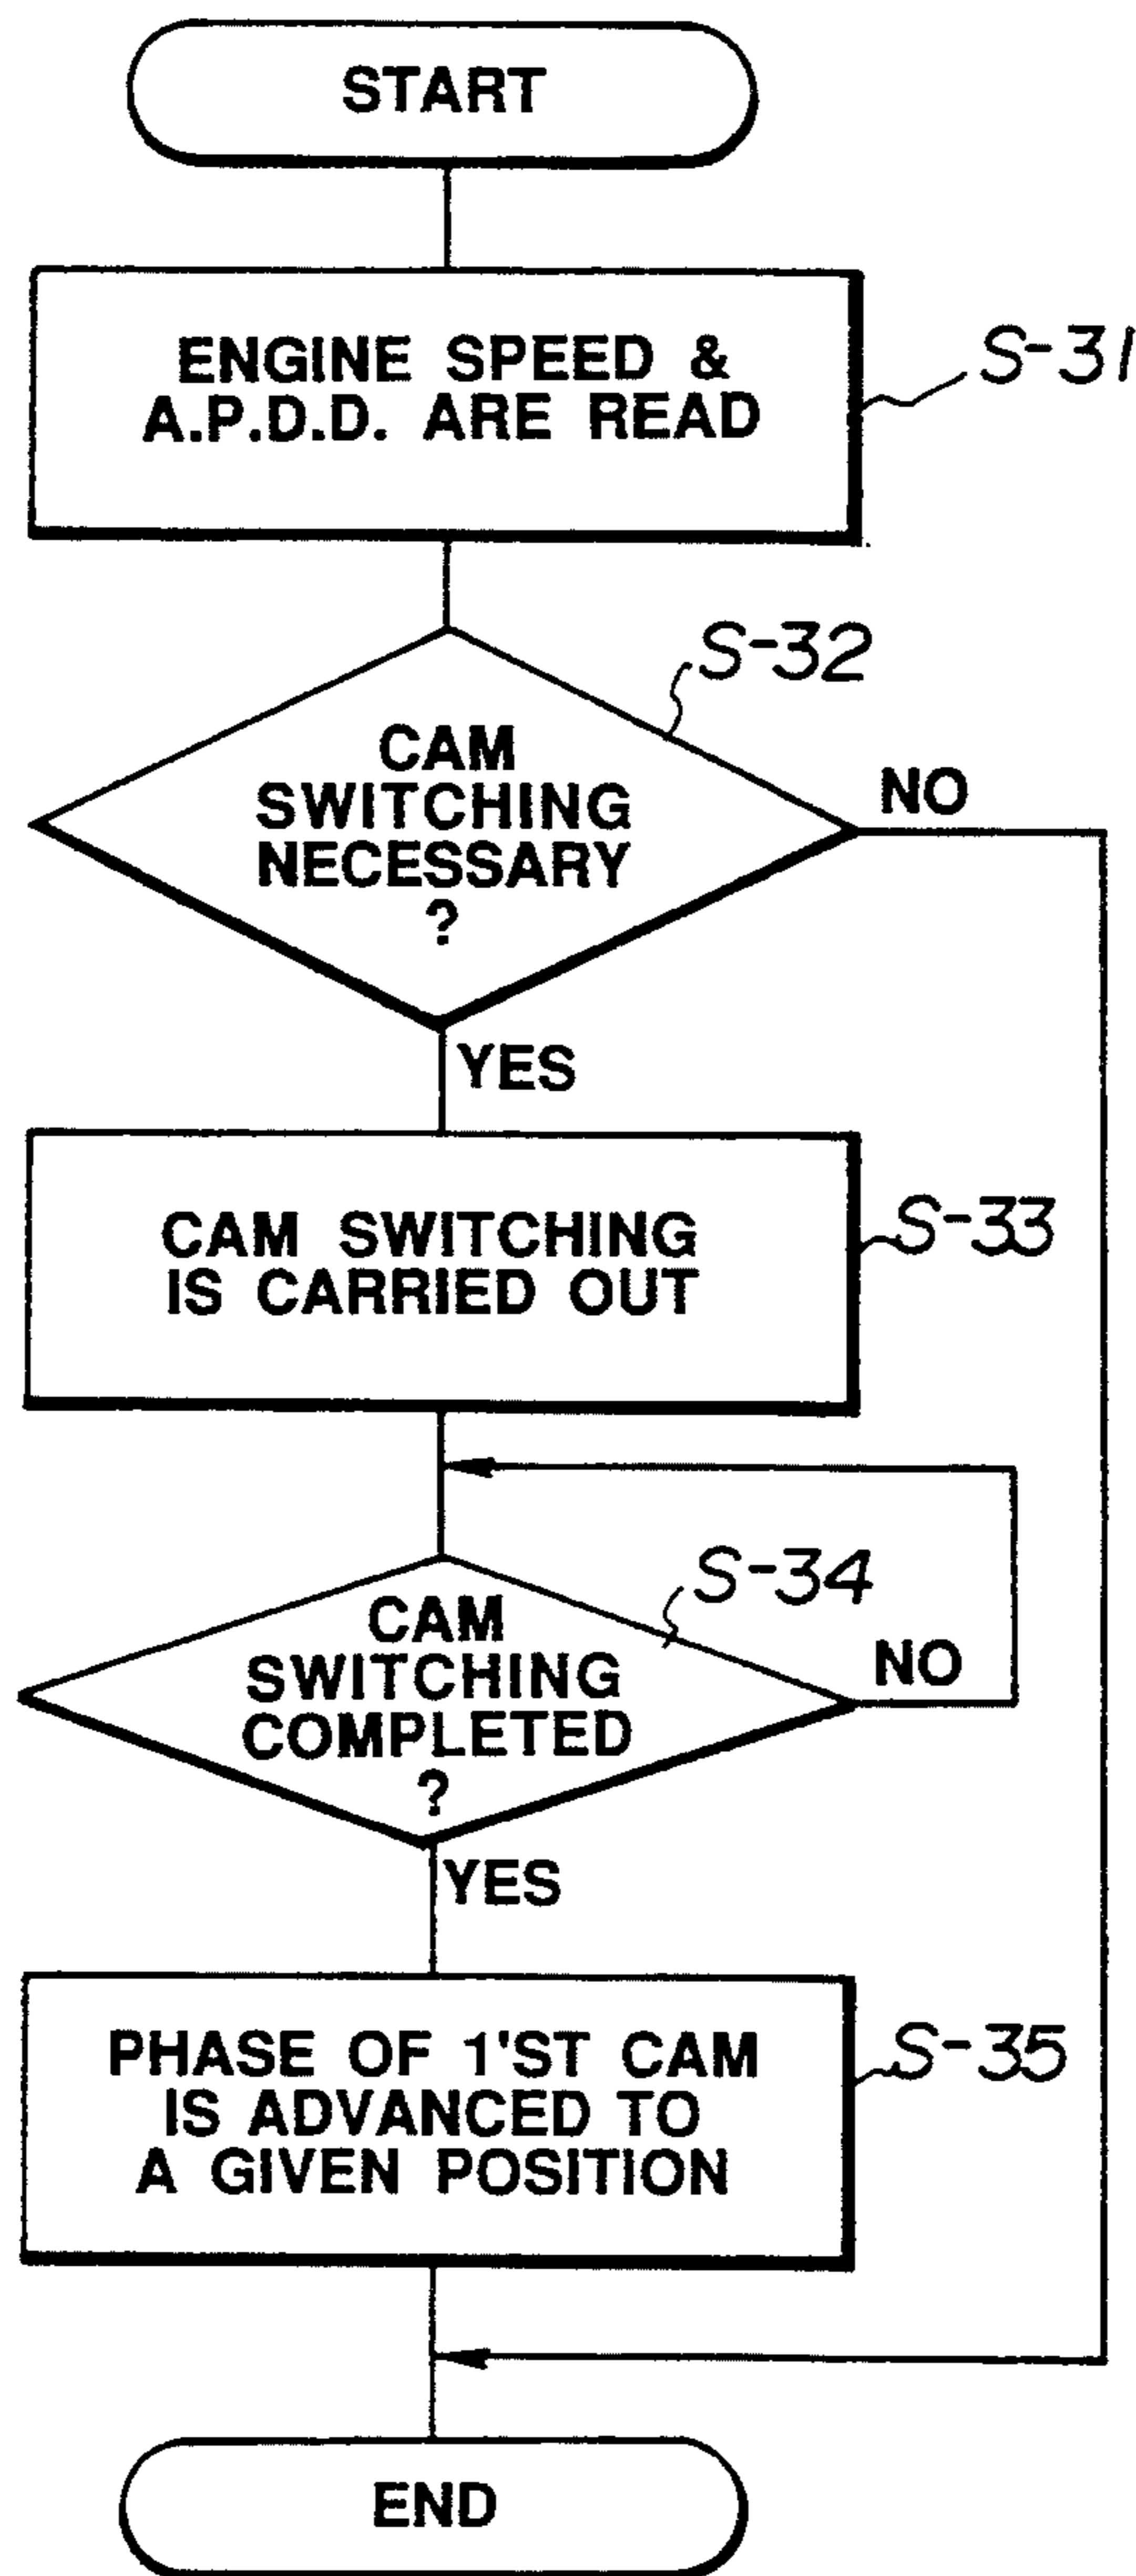 START
ENGINE SPEED &
A.P.D.D. ARE READ
S-31
S-32
CAM
SWITCHING
NECESSARY
?
NO
YES
CAM SWITCHING
IS CARRIED OUT
S-33
S-34
CAM
SWITCHING
COMPLETED
?
NO
YES
PHASE OF 1'ST CAM
IS ADVANCED TO
A GIVEN POSITION
S-35
END